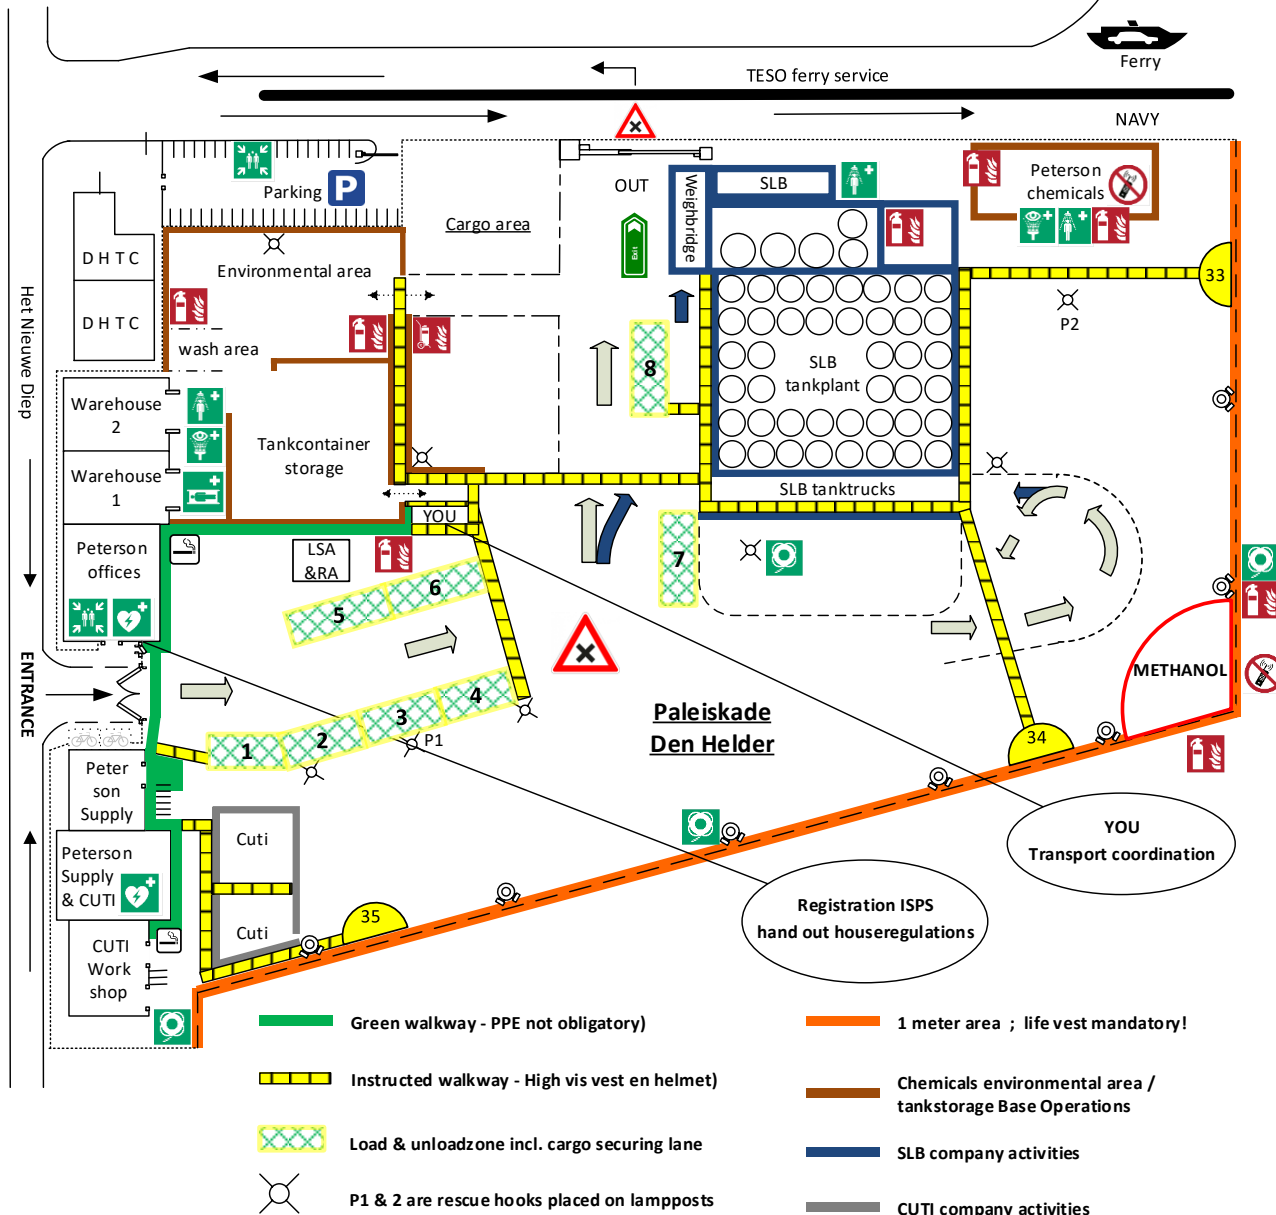 Ferry
TESO ferry service
NAVY
Parking
P
OUT
Weighbridge
SLB
Peterson
chemicals
Cargo area
Exit
D H T C
Environmental area
33
D H T C
P2
Het Nieuwe Diep
wash area
8
SLB
tankplant
Warehouse
2
Tankcontainer
storage
Warehouse
1
SLB tanktrucks
YOU
Peterson
offices
LSA
&RA
7
6
5
ENTRANCE
METHANOL
4
3
2
1
P1
Paleiskade
Den Helder
34
Peter
son
Supply
Cuti
YOU
Transport coordination
Peterson
Supply
& CUTI
Registration ISPS
hand out houseregulations
35
Cuti
CUTI
Work
shop
Green walkway - PPE not obligatory)
1 meter area ; life vest mandatory!
Instructed walkway - High vis vest en helmet)
Chemicals environmental area /
tankstorage Base Operations
Load & unloadzone incl. cargo securing lane
SLB company activities
P1 & 2 are rescue hooks placed on lampposts
CUTI company activities